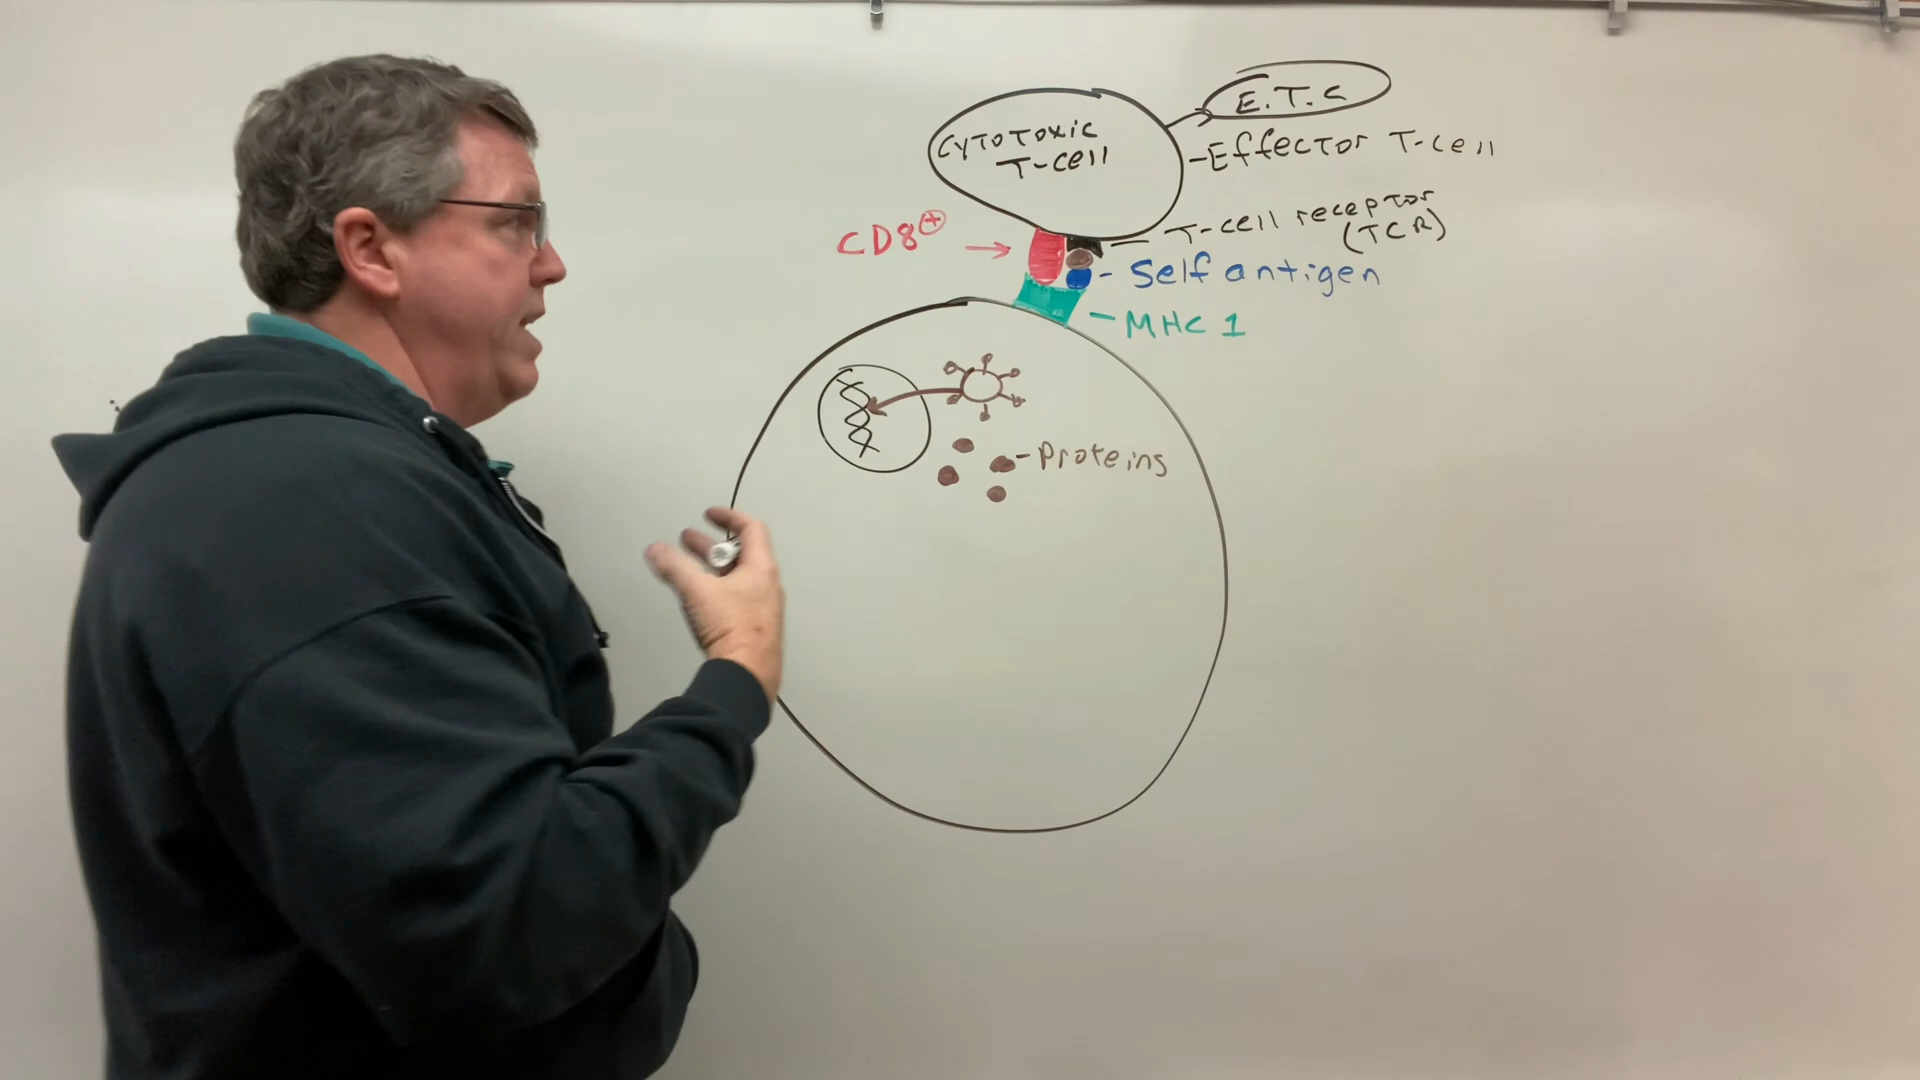 E.T.C
CYTOTOXIC
T-cell
-Effector T-cell
CD8+
T-cell receptor
(TCR)
- Self antigen
- MHC 1
- Proteins